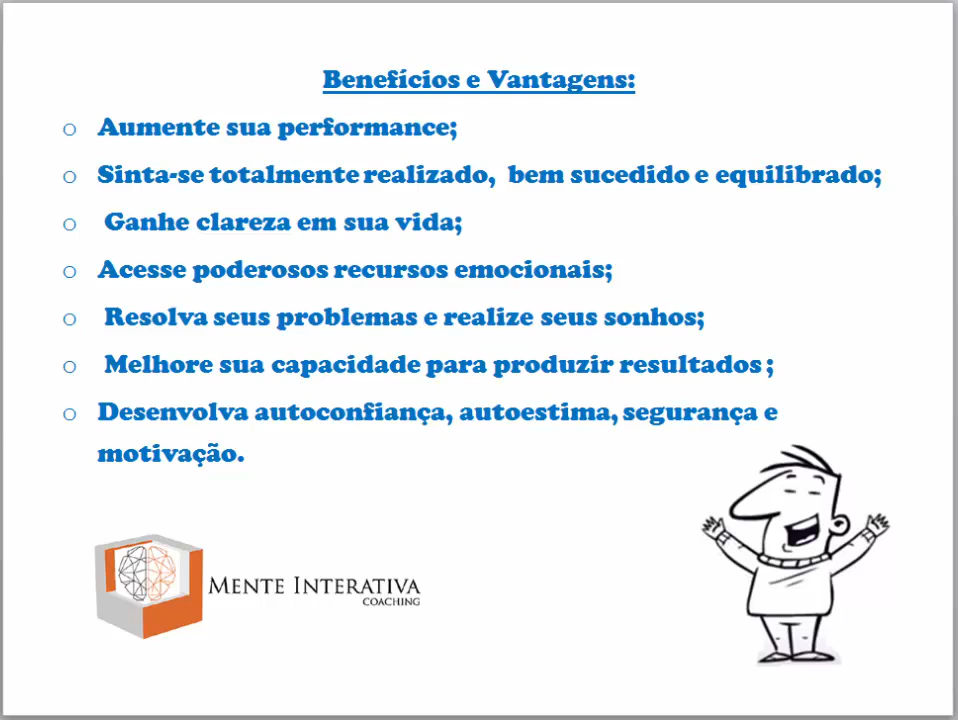 Benefícios e Vantagens:
o Aumente sua performance;
o Sinta-se totalmente realizado, bem sucedido e equilibrado;
o Ganhe clareza em sua vida;
o Acesse poderosos recursos emocionais;
o Resolva seus problemas e realize seus sonhos;
o Melhore sua capacidade para produzir resultados ;
o Desenvolva autoconfiança, autoestima, segurança e
motivação.
MENTE INTERATIVA
COACHING